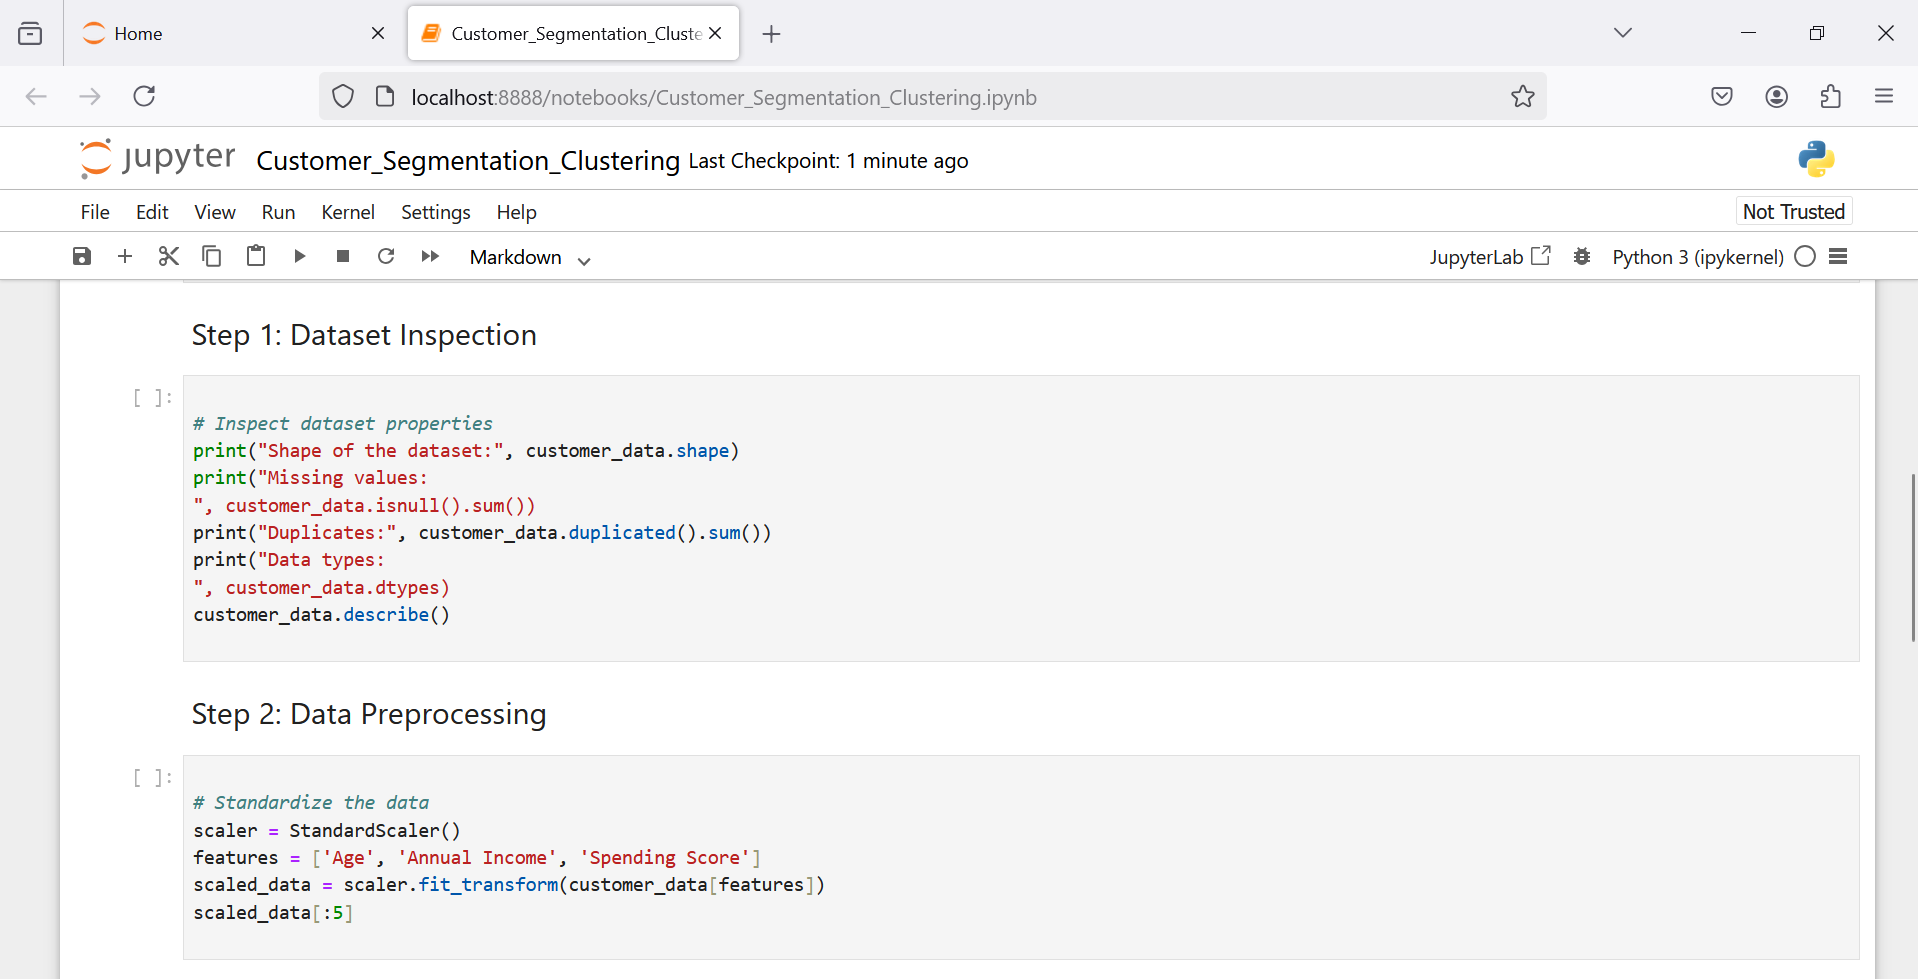 Home
Customer_Segmentation_Cluste
localhost:8888/notebooks/Customer_Segmentation_Clustering.ipynb
jupyter Customer_Segmentation_Clustering Last Checkpoint: 1 minute ago
File Edit View Run Kernel Settings Help
Not Trusted
Markdown
JupyterLab
Python 3 (ipykernel)
Step 1: Dataset Inspection
[ ]:
# Inspect dataset properties
print("Shape of the dataset:", customer_data.shape)
print("Missing values:
", customer_data.isnull().sum())
print("Duplicates:", customer_data.duplicated().sum())
print("Data types:
", customer_data.dtypes)
customer_data.describe()
Step 2: Data Preprocessing
[ ]:
# Standardize the data
scaler = StandardScaler()
features = ['Age', 'Annual Income', 'Spending Score']
scaled_data = scaler.fit_transform(customer_data[features])
scaled_data[:5]